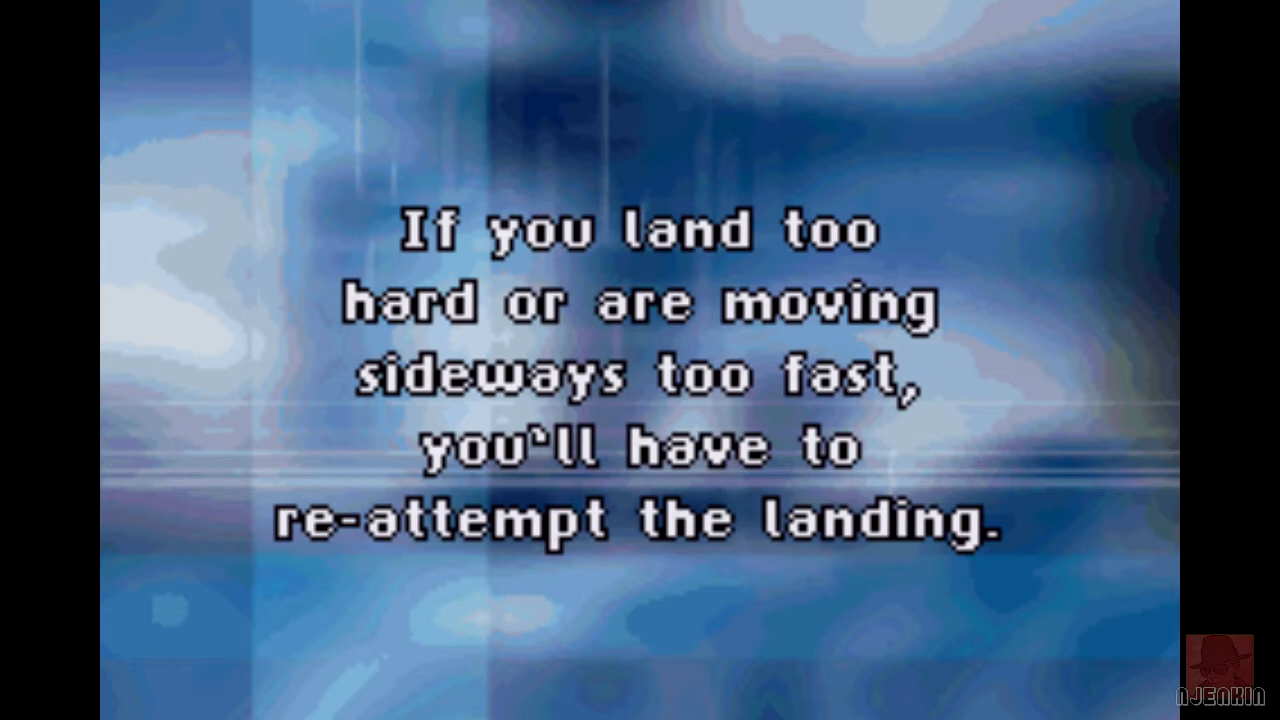 If you land too
hard or are moving
sideways too fast,
you'll have to
re-attempt the landing.
NJENKIN